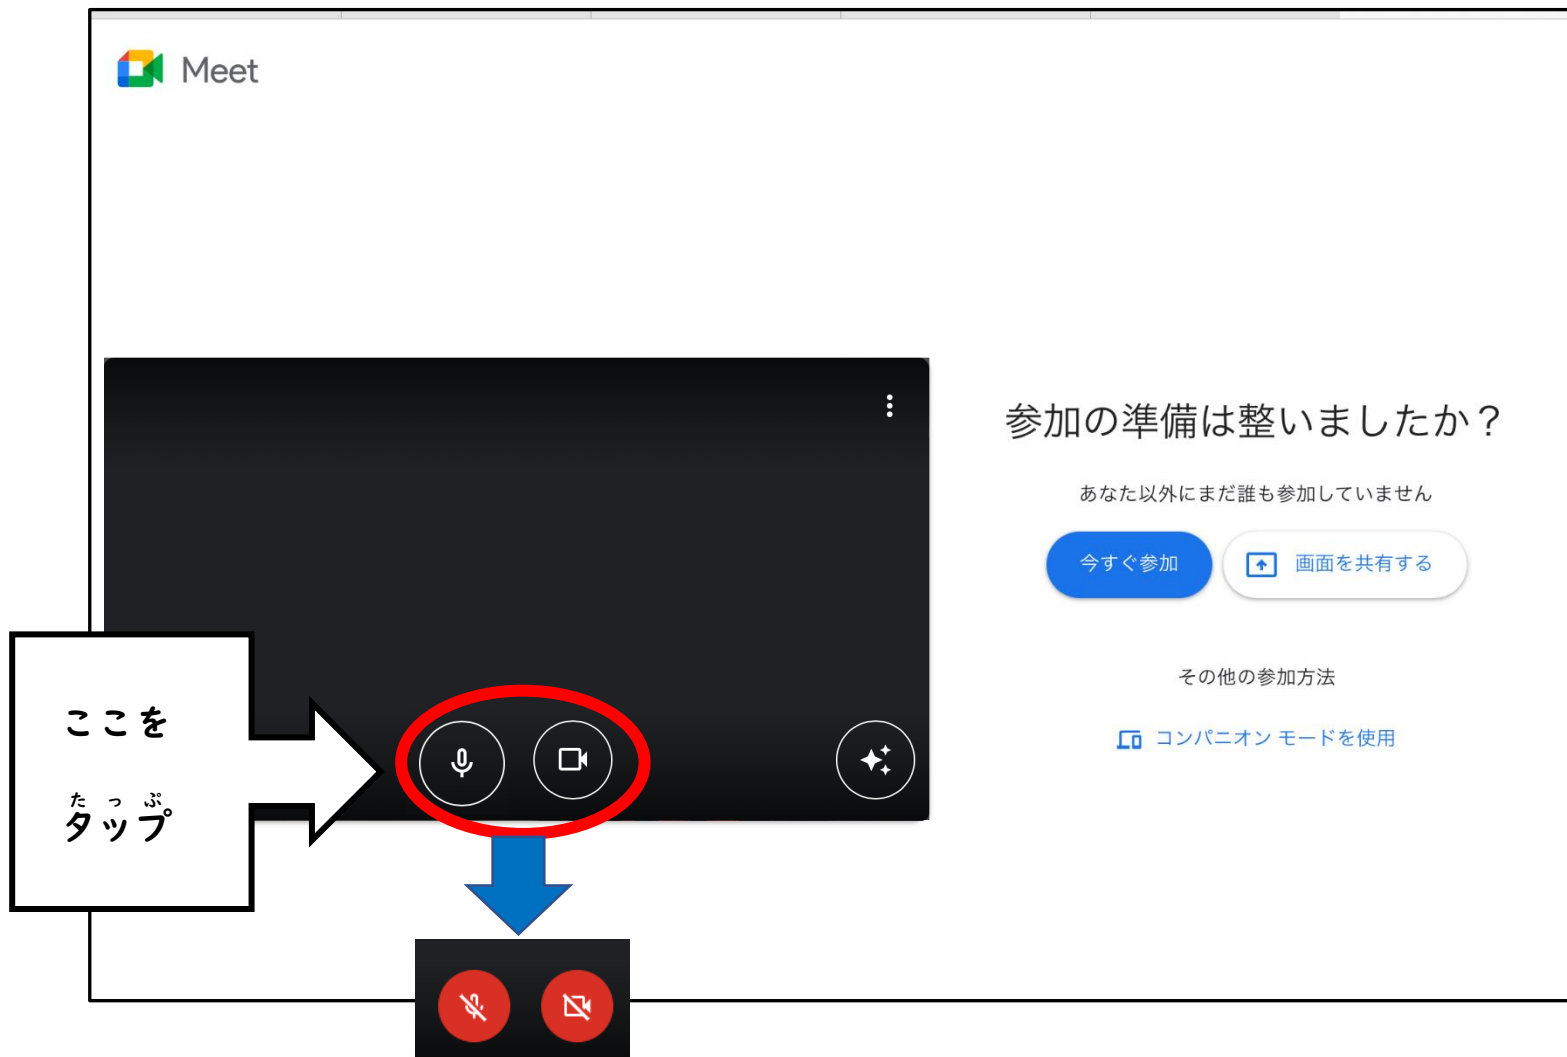 Meet
参加の準備は整いましたか？
あなた以外にまだ誰も参加していません
今すぐ参加
画面を共有する
その他の参加方法
コンパニオン モードを使用
ここを
たっぷ
タップ